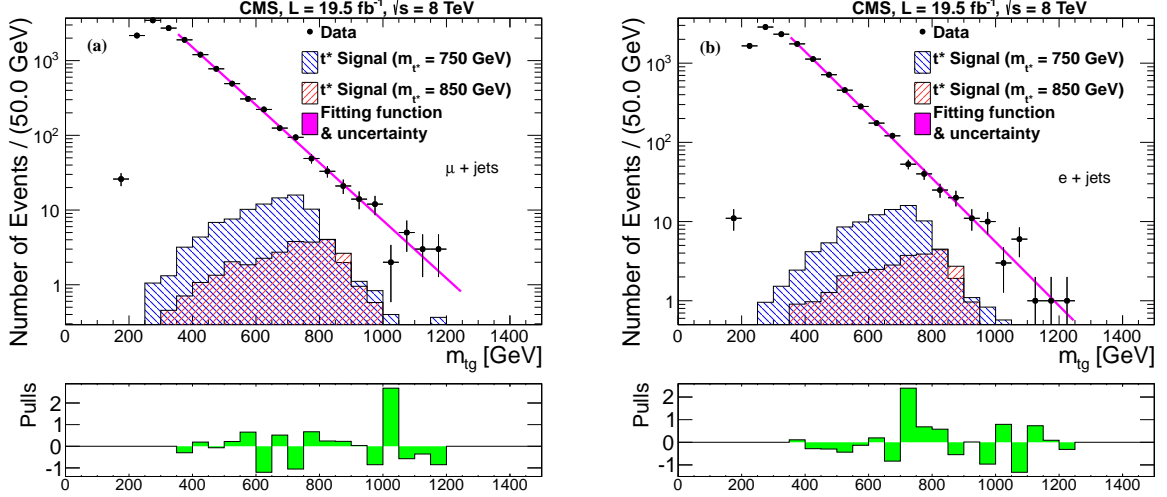 CMS, L = 19.5 fb⁻¹, √s = 8 TeV
(a)
Number of Events / (50.0 GeV)
10³
10²
10
1
Data
t* Signal (m_t* = 750 GeV)
t* Signal (m_t* = 850 GeV)
Fitting function
& uncertainty
μ + jets
0 200 400 600 800 1000 1200 1400
m_tg [GeV]
Pulls
2
1
0
-1
0 200 400 600 800 1000 1200 1400
CMS, L = 19.5 fb⁻¹, √s = 8 TeV
(b)
Number of Events / (50.0 GeV)
10³
10²
10
1
Data
t* Signal (m_t* = 750 GeV)
t* Signal (m_t* = 850 GeV)
Fitting function
& uncertainty
e + jets
0 200 400 600 800 1000 1200 1400
m_tg [GeV]
Pulls
2
1
0
-1
0 200 400 600 800 1000 1200 1400